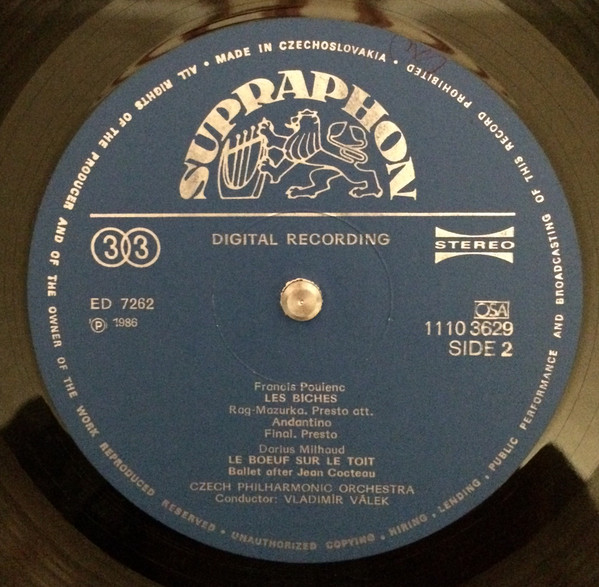 ALL RIGHTS OF THE PRODUCER AND OF THE OWNER OF THE WORK REPRODUCED RESERVED • UNAUTHORIZED COPYING • HIRING • LENDING • PUBLIC PERFORMANCE AND BROADCASTING OF THIS RECORD PROHIBITED • MADE IN CZECHOSLOVAKIA •
SUPRAPHON
33
DIGITAL RECORDING
STEREO
ED 7262
℗ 1986
OSA
1110 3629
SIDE 2
Francis Poulenc
LES BICHES
Rag-Mazurka. Presto att.
Andantino
Final. Presto
Darius Milhaud
LE BOEUF SUR LE TOIT
Ballet after Jean Cocteau
CZECH PHILHARMONIC ORCHESTRA
Conductor: VLADIMÍR VÁLEK